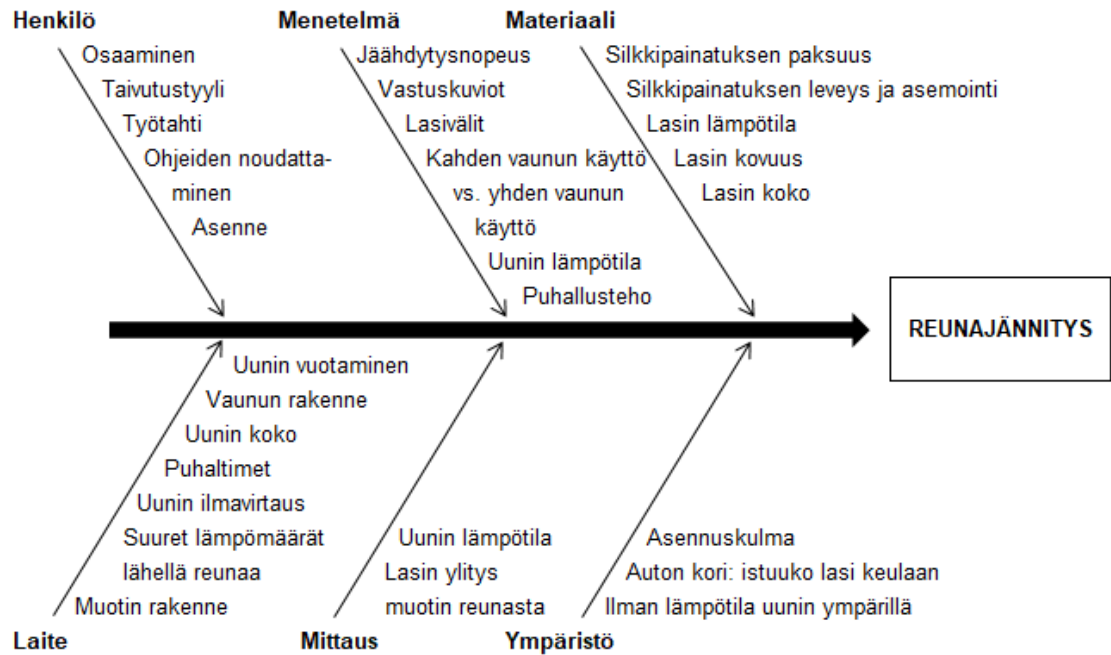 Henkilö
Osaaminen
Taivutustyyli
Työtahti
Ohjeiden noudatta-
minen
Asenne
Menetelmä
Jäähdytysnopeus
Vastuskuviot
Lasivälit
Kahden vaunun käyttö
vs. yhden vaunun
käyttö
Uunin lämpötila
Puhallusteho
Materiaali
Silkkipainatuksen paksuus
Silkkipainatuksen leveys ja asemointi
Lasin lämpötila
Lasin kovuus
Lasin koko
REUNAJÄNNITYS
Uunin vuotaminen
Vaunun rakenne
Uunin koko
Puhaltimet
Uunin ilmavirtaus
Suuret lämpömäärät
lähellä reunaa
Muotin rakenne
Laite
Uunin lämpötila
Lasin ylitys
muotin reunasta
Mittaus
Asennuskulma
Auton kori: istuuko lasi keulaan
Ilman lämpötila uunin ympärillä
Ympäristö